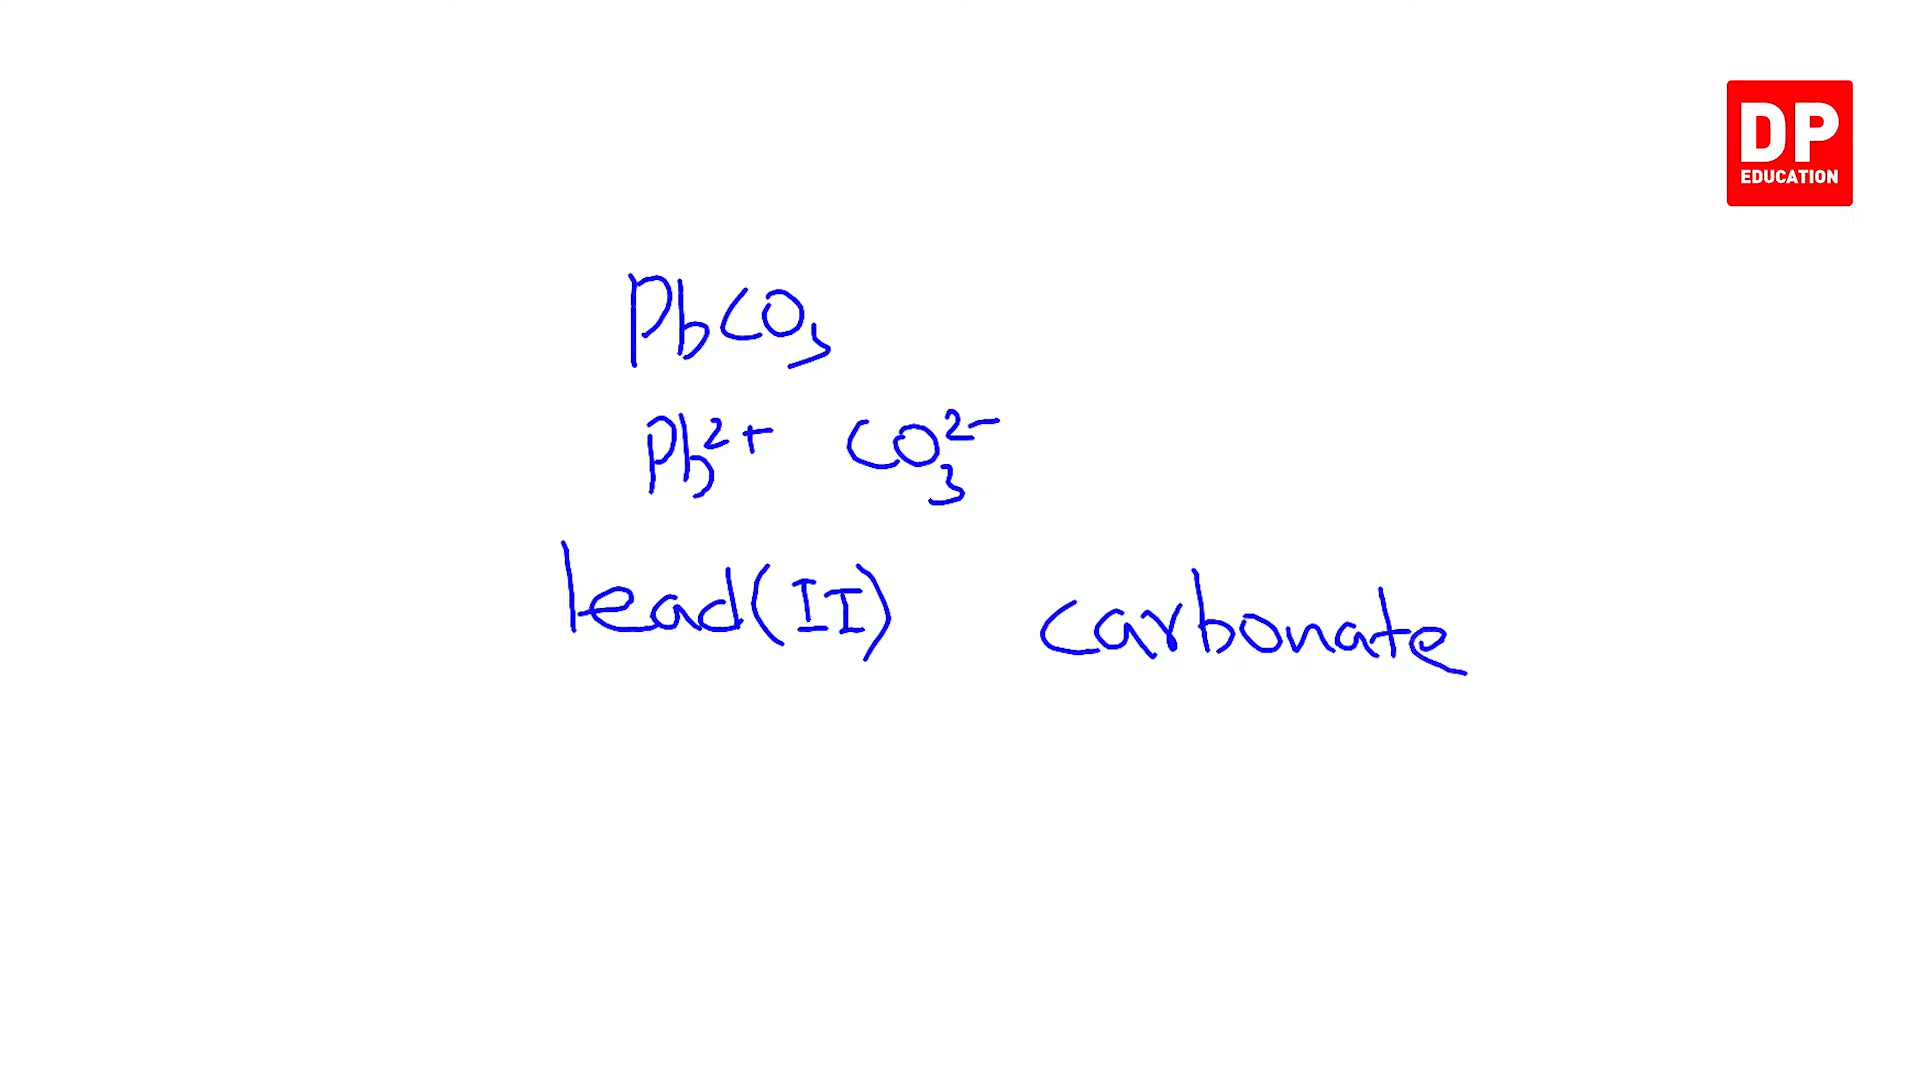 DP
EDUCATION
PbCO₃
Pb²⁺ CO₃²⁻
lead(II) carbonate